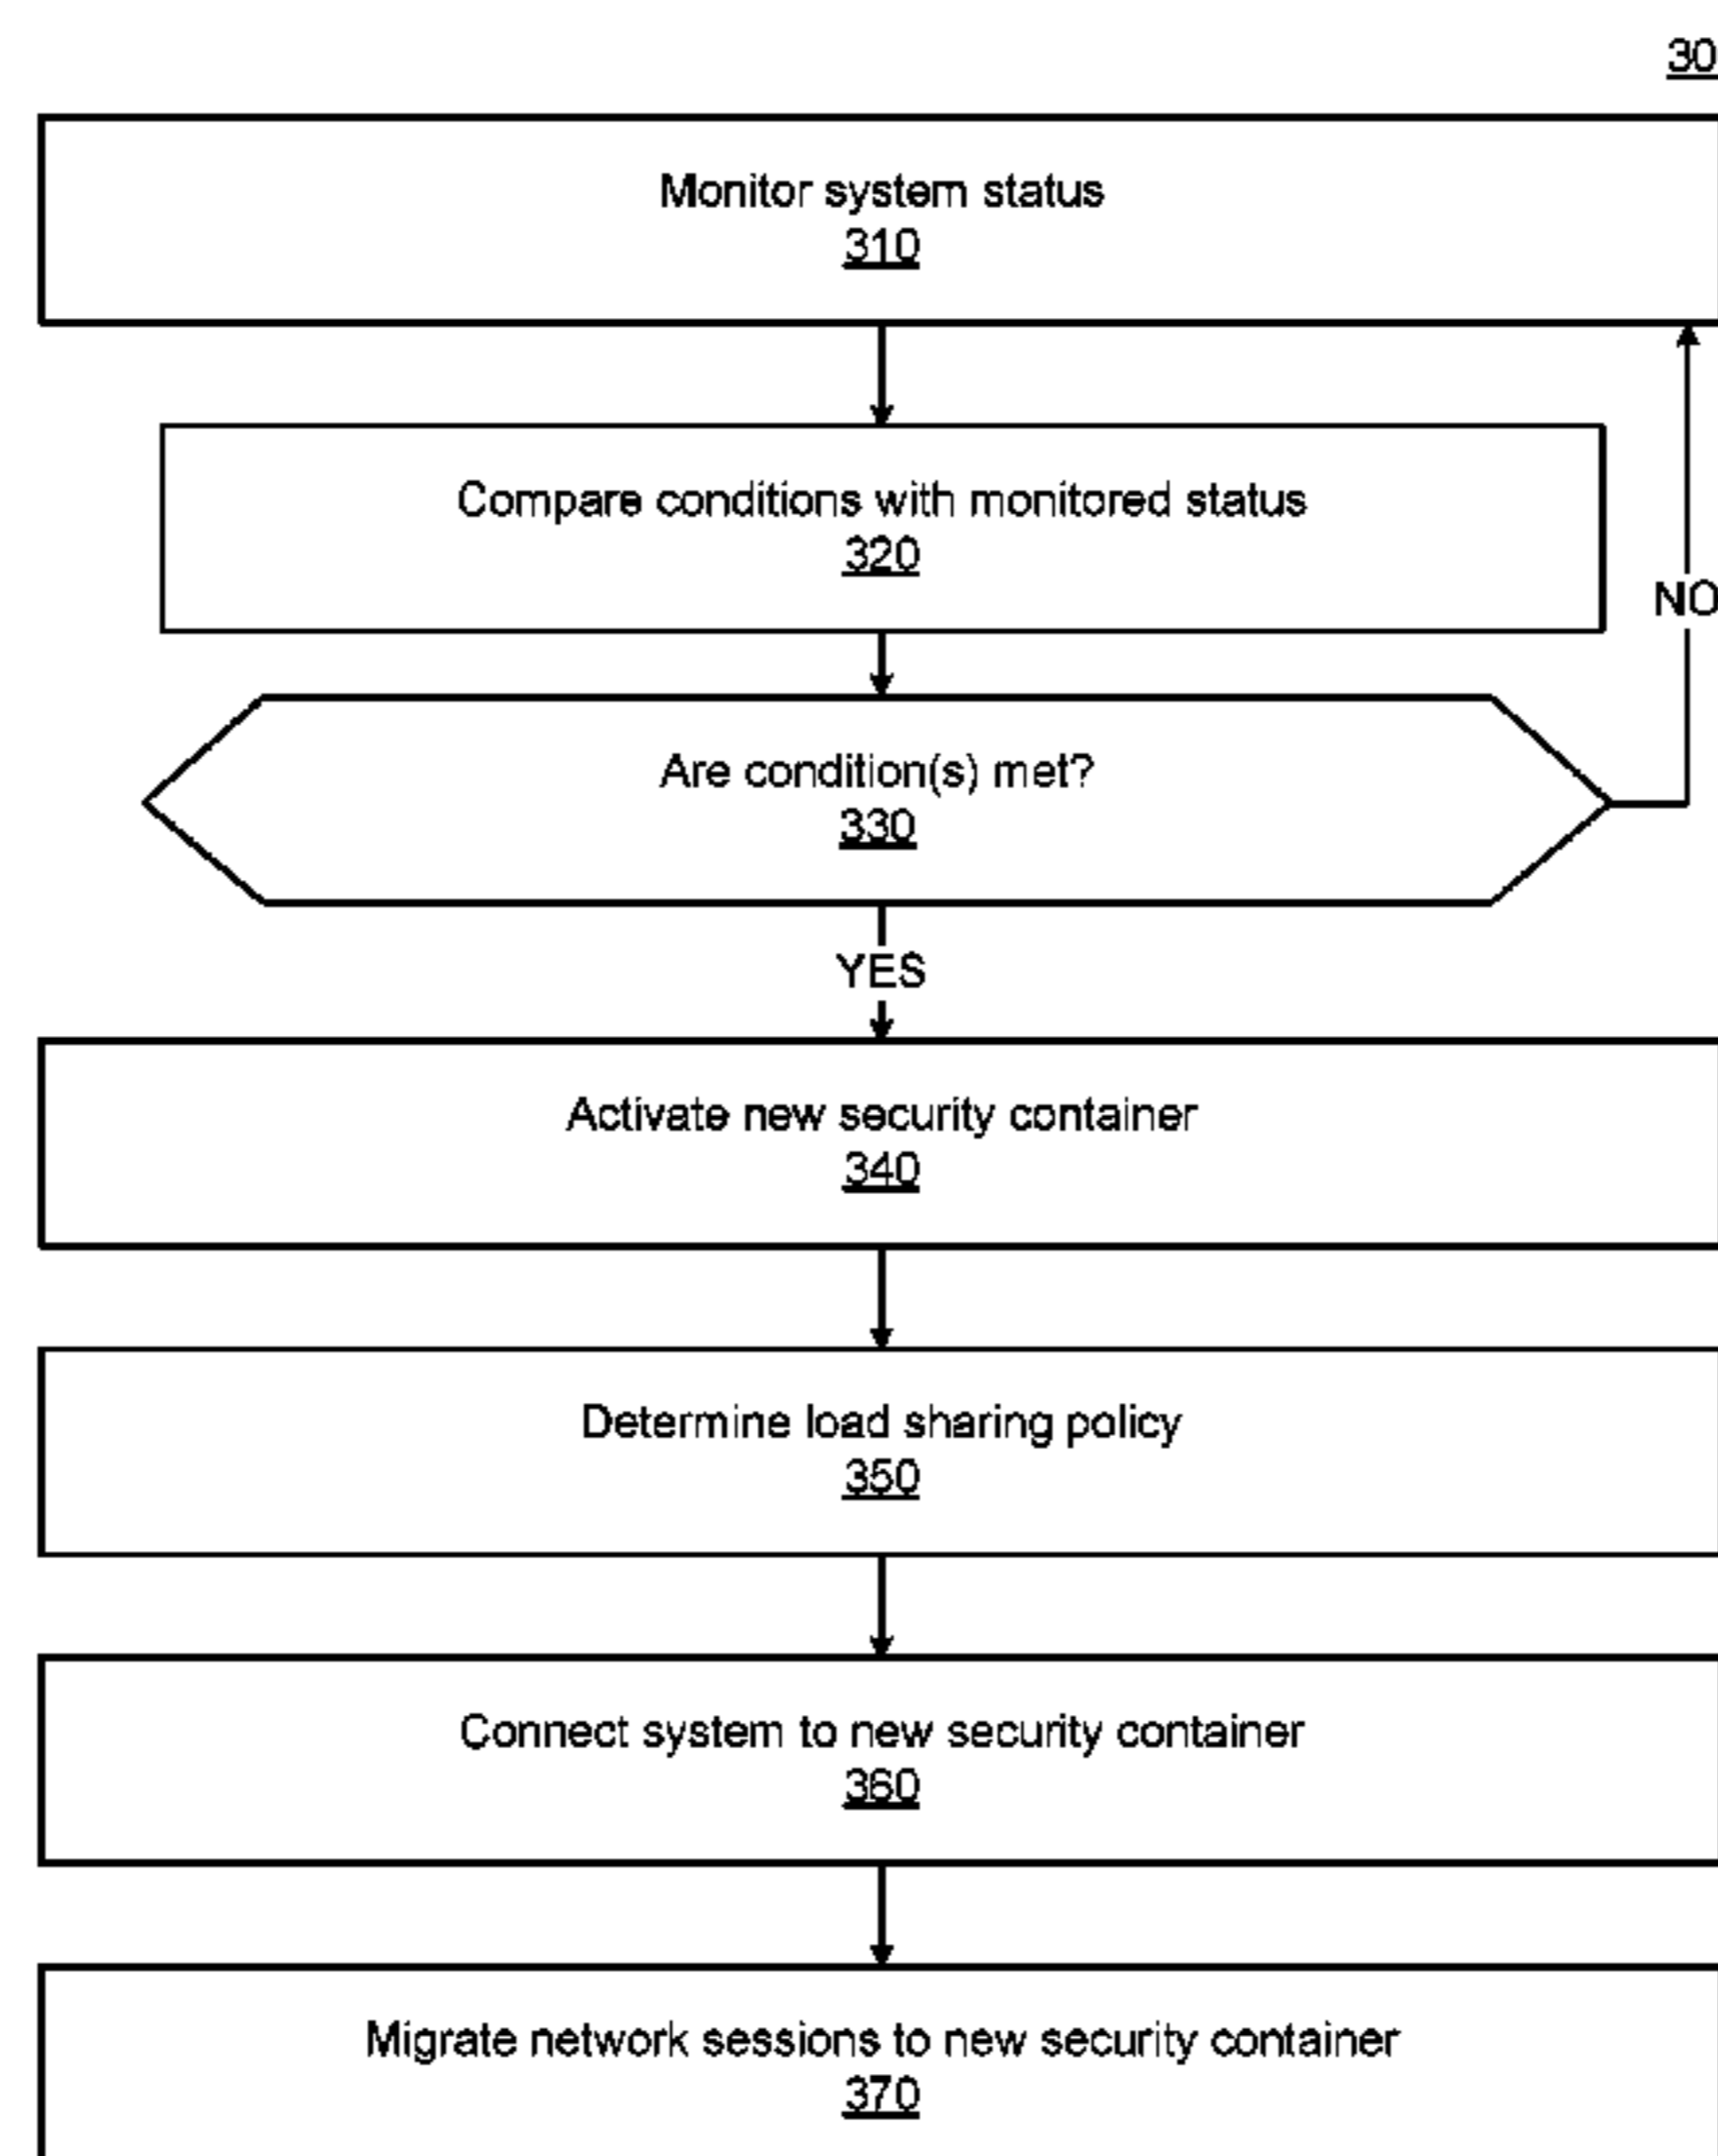 30
Monitor system status
310
Compare conditions with monitored status
320
NO
Are condition(s) met?
330
YES
Activate new security container
340
Determine load sharing policy
350
Connect system to new security container
360
Migrate network sessions to new security container
370